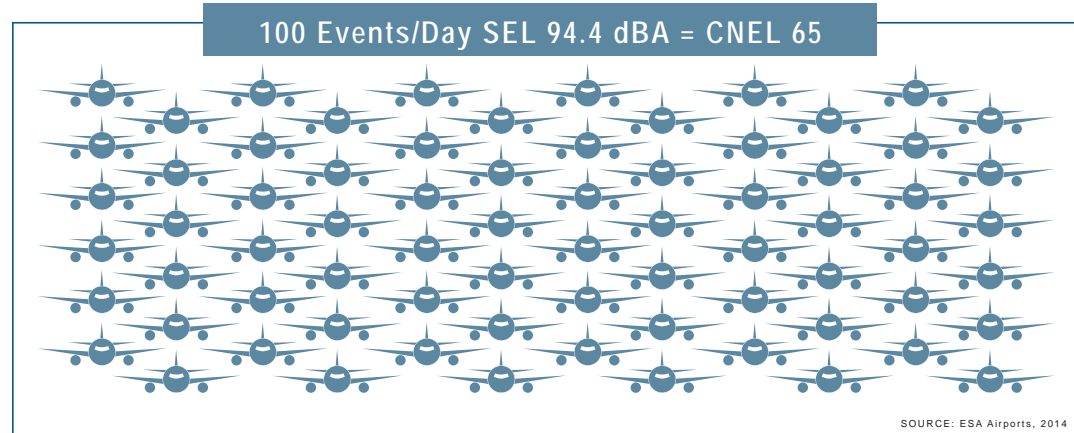 100 Events/Day SEL 94.4 dBA = CNEL 65
SOURCE: ESA Airports, 2014